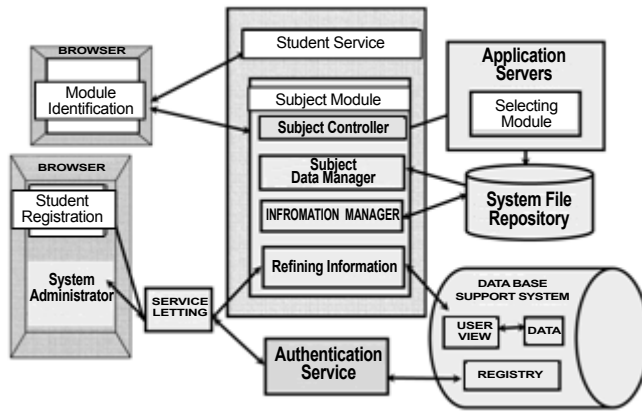 BROWSER
Module
Identification
BROWSER
Student
Registration
System
Administrator
SERVICE
LETTING
Student Service
Subject Module
Subject Controller
Subject
Data Manager
INFROMATION MANAGER
Refining Information
Authentication
Service
Application
Servers
Selecting
Module
System File
Repository
DATA BASE
SUPPORT SYSTEM
USER
VIEW
DATA
REGISTRY